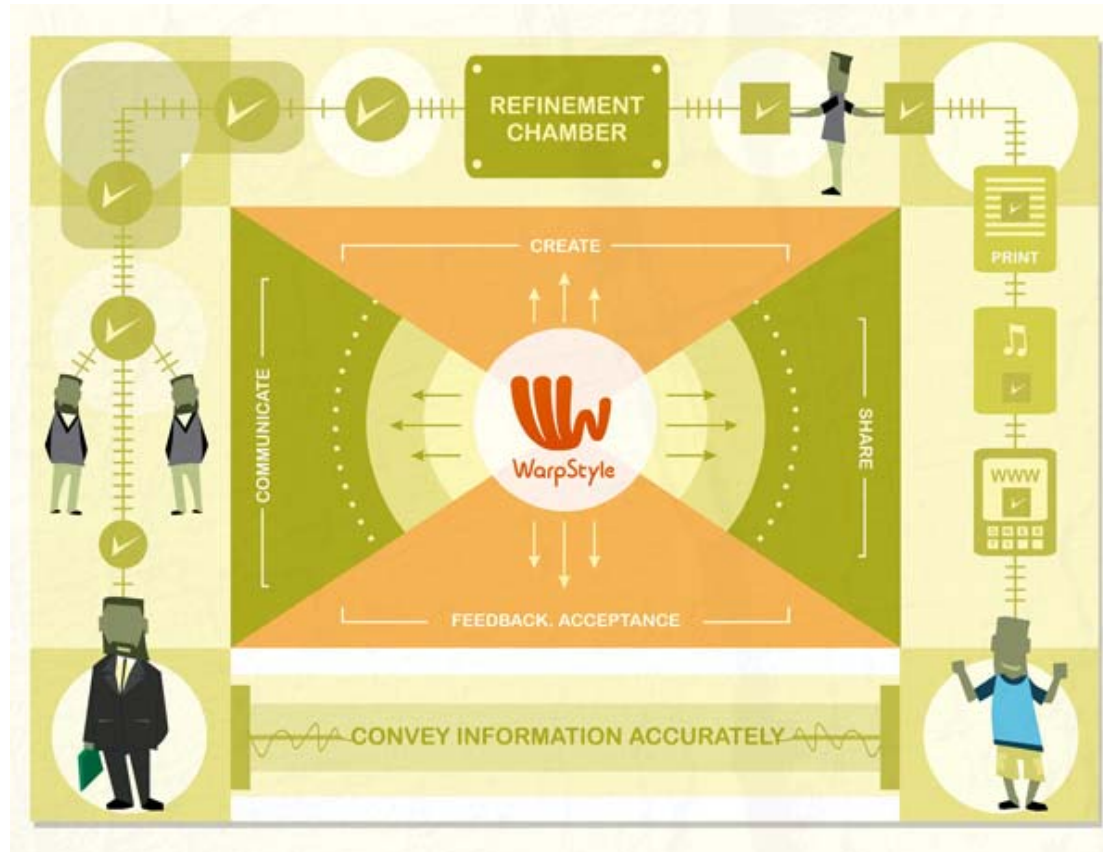 REFINEMENT
CHAMBER
CREATE
PRINT
COMMUNICATE
SHARE
WarpStyle
WWW
FEEDBACK. ACCEPTANCE
CONVEY INFORMATION ACCURATELY